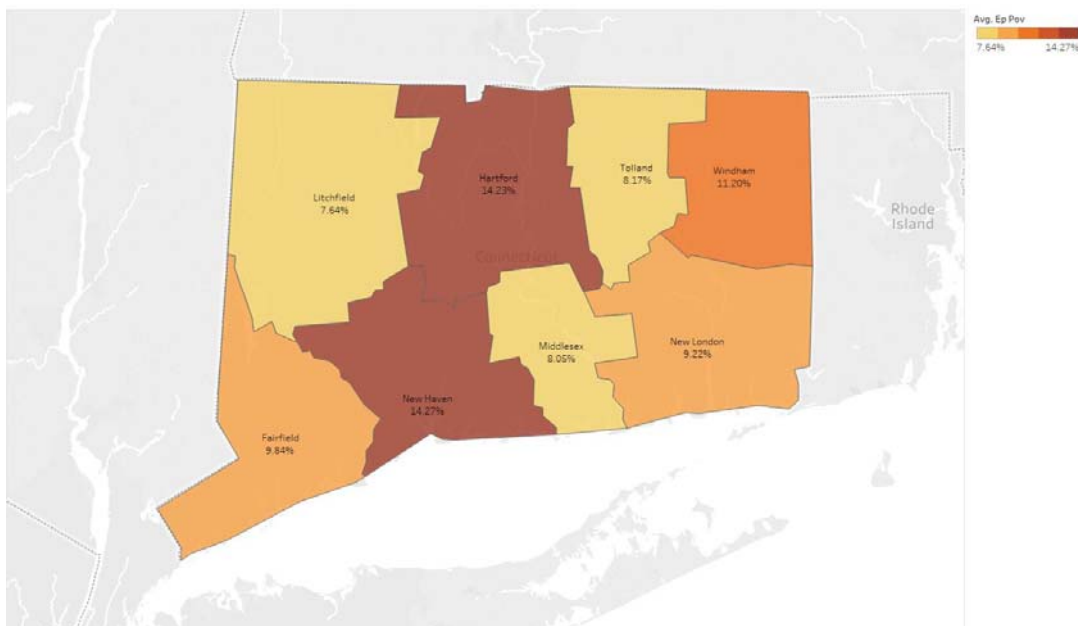 Avg. Ep Pov
7.64%
14.27%
Litchfield
7.64%
Hartford
14.23%
Tolland
8.17%
Windham
11.20%
Rhode
Island
Connecticut
Middlesex
8.05%
New London
9.22%
New Haven
14.27%
Fairfield
9.84%